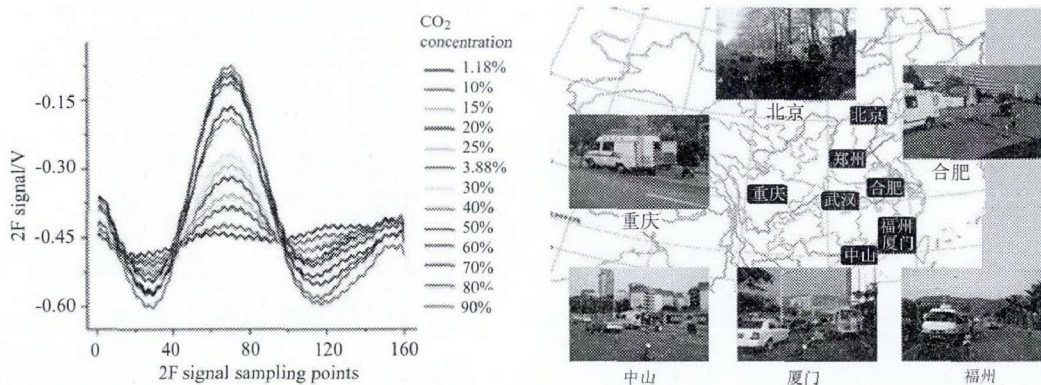 CO₂
concentration
1.18%
10%
15%
20%
25%
3.88%
30%
40%
50%
60%
70%
80%
90%
-0.15
-0.30
-0.45
-0.60
2F signal/V
0
40
80
120
160
2F signal sampling points
北京
北京
合肥
郑州
重庆
合肥
武汉
重庆
福州
厦门
中山
中山
厦门
福州